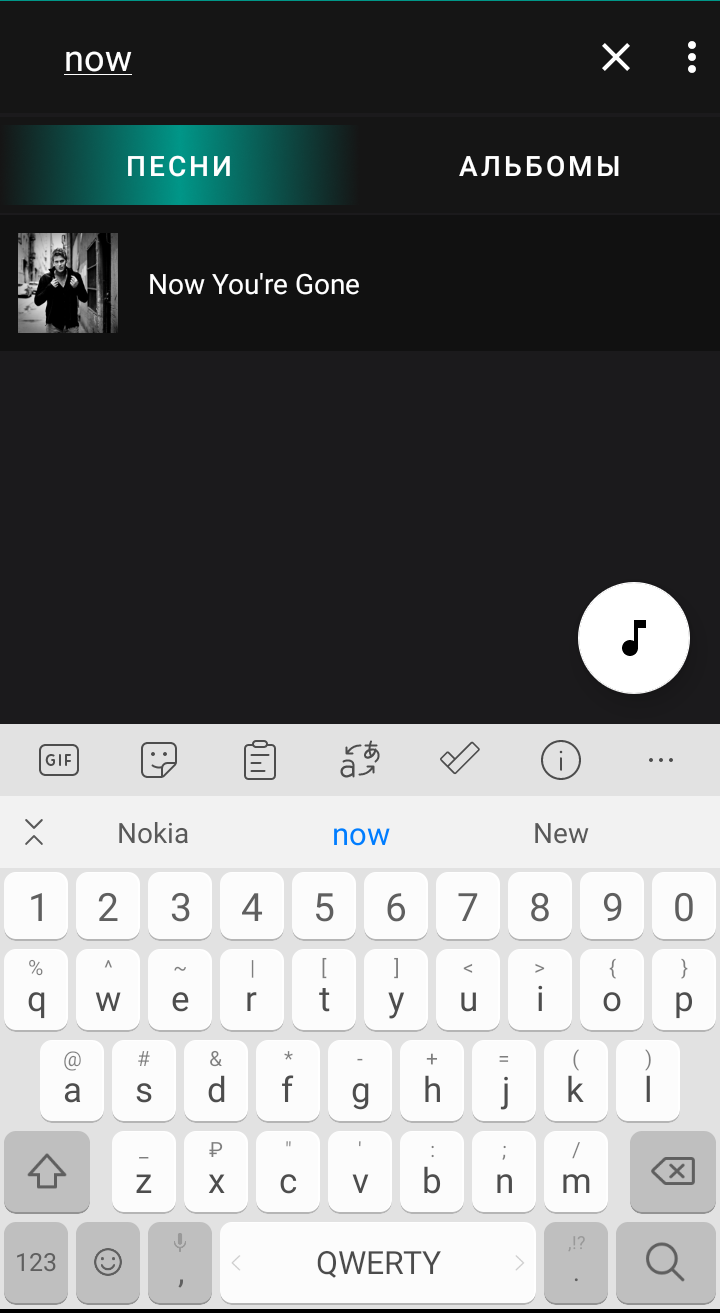 now
ПЕСНИ АЛЬБОМЫ
Now You're Gone
GIF
Nokia now New
1 2 3 4 5 6 7 8 9 0
% ^ ~ | [ ] < > { }
q w e r t y u i o p
@ # & * - + = ( )
a s d f g h j k l
_ ₽ " ' : ; /
z x c v b n m
,!?
123 , QWERTY .